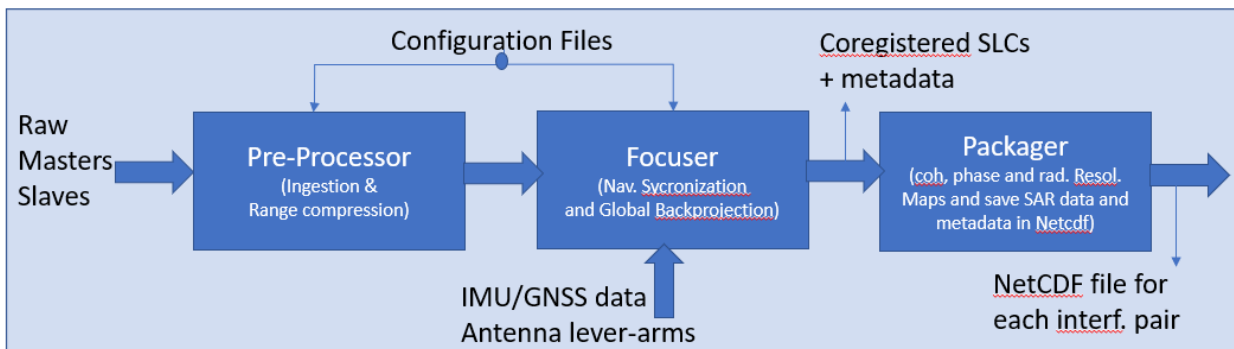 Configuration Files
Coregistered SLCs
+ metadata
Raw
Masters
Slaves
Pre-Processor
(Ingestion &
Range compression)
Focuser
(Nav. Sycronization
and Global Backprojection)
Packager
(coh, phase and rad. Resol.
Maps and save SAR data and
metadata in Netcdf)
IMU/GNSS data
Antenna lever-arms
NetCDF file for
each interf. pair